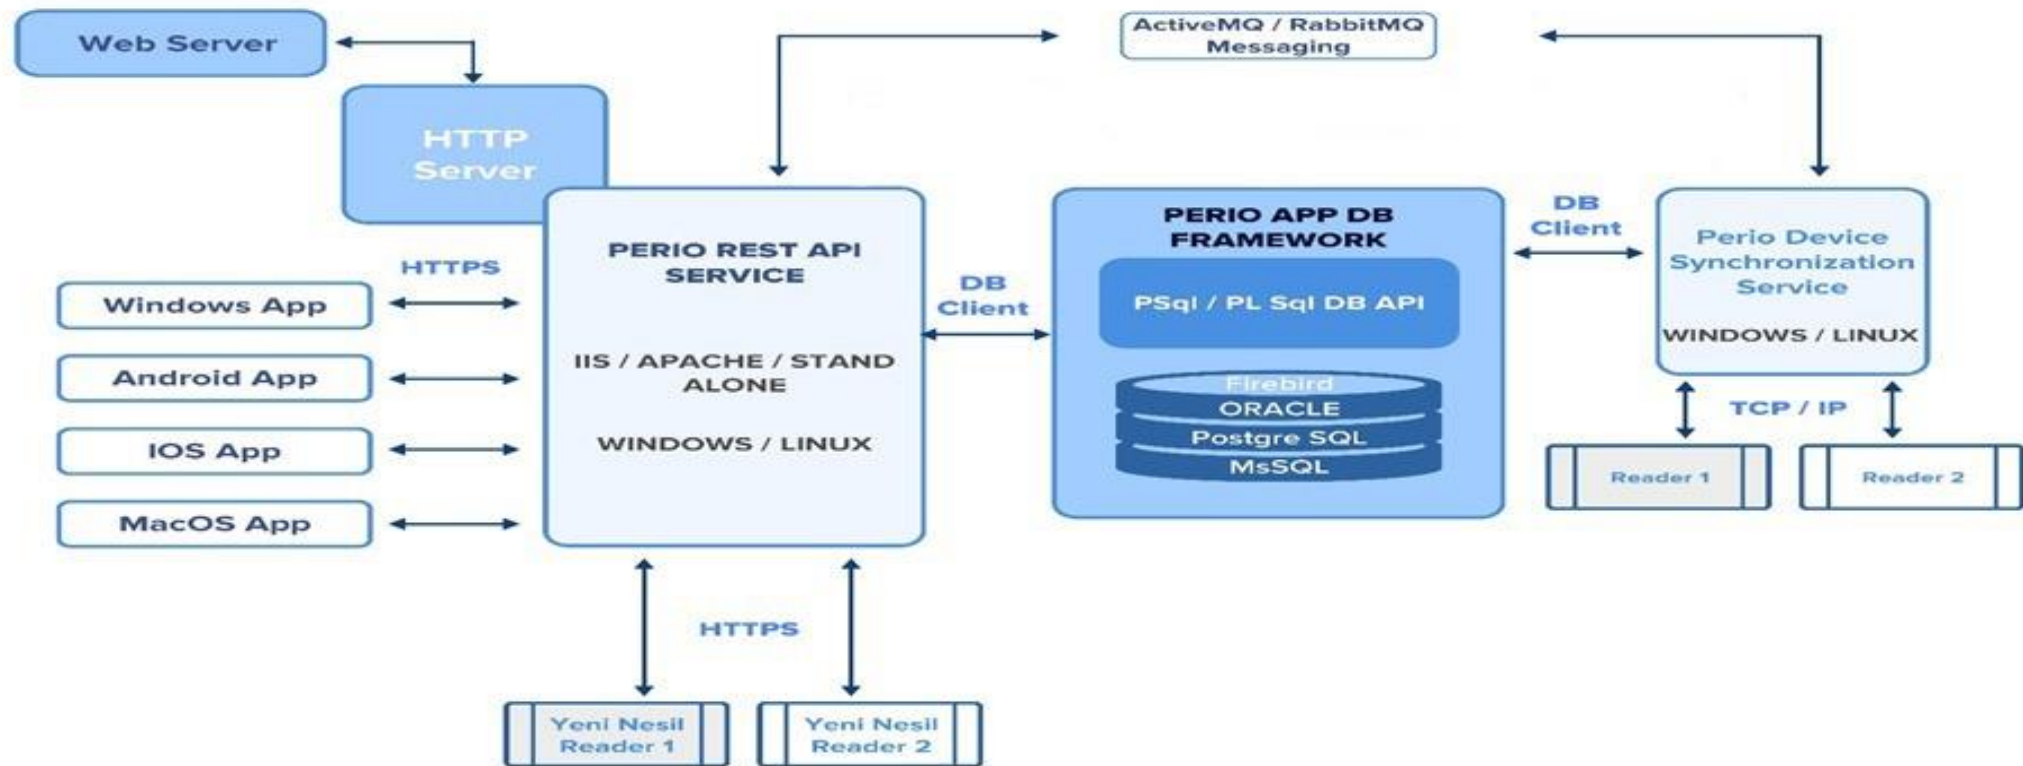 Web Server
HTTP
Server
ActiveMQ / RabbitMQ
Messaging
HTTPS
Windows App
Android App
IOS App
MacOS App
PERIO REST API
SERVICE
IIS / APACHE / STAND
ALONE
WINDOWS / LINUX
DB
Client
PERIO APP DB
FRAMEWORK
PSql / PL Sql DB API
Firebird
ORACLE
Postgre SQL
MsSQL
DB
Client
Perio Device
Synchronization
Service
WINDOWS / LINUX
TCP / IP
Reader 1
Reader 2
HTTPS
Yeni Nesil
Reader 1
Yeni Nesil
Reader 2